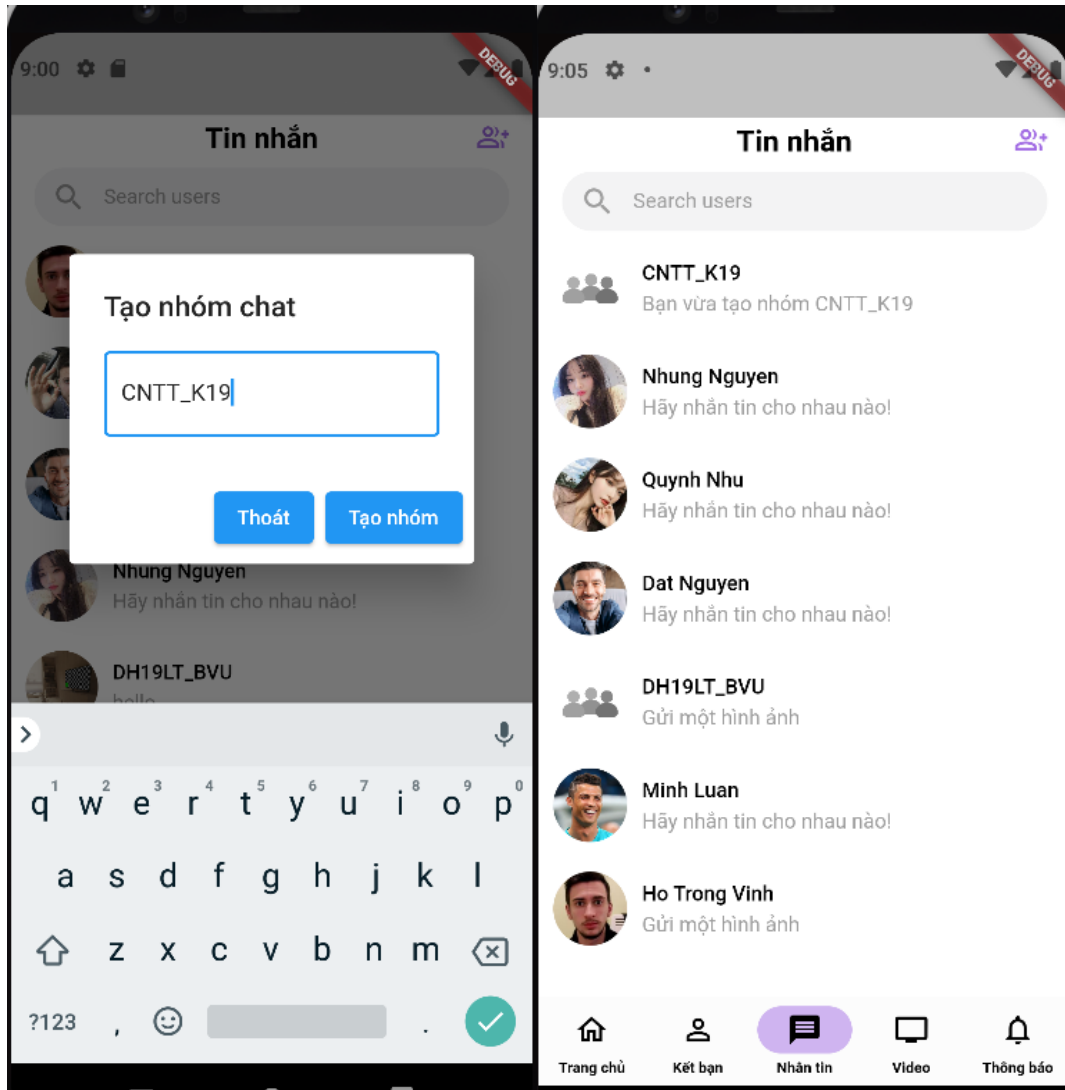 9:00
DEBUG
Tin nhắn
Search users
Tạo nhóm chat
CNTT_K19
Thoát
Tạo nhóm
Nhung Nguyen
Hãy nhắn tin cho nhau nào!
DH19LT_BVU
hello
1 2 3 4 5 6 7 8 9 0
q w e r t y u i o p
a s d f g h j k l
z x c v b n m
?123 , .
9:05
DEBUG
Tin nhắn
Search users
CNTT_K19
Bạn vừa tạo nhóm CNTT_K19
Nhung Nguyen
Hãy nhắn tin cho nhau nào!
Quynh Nhu
Hãy nhắn tin cho nhau nào!
Dat Nguyen
Hãy nhắn tin cho nhau nào!
DH19LT_BVU
Gửi một hình ảnh
Minh Luan
Hãy nhắn tin cho nhau nào!
Ho Trong Vinh
Gửi một hình ảnh
Trang chủ Kết bạn Nhăn tin Video Thông báo